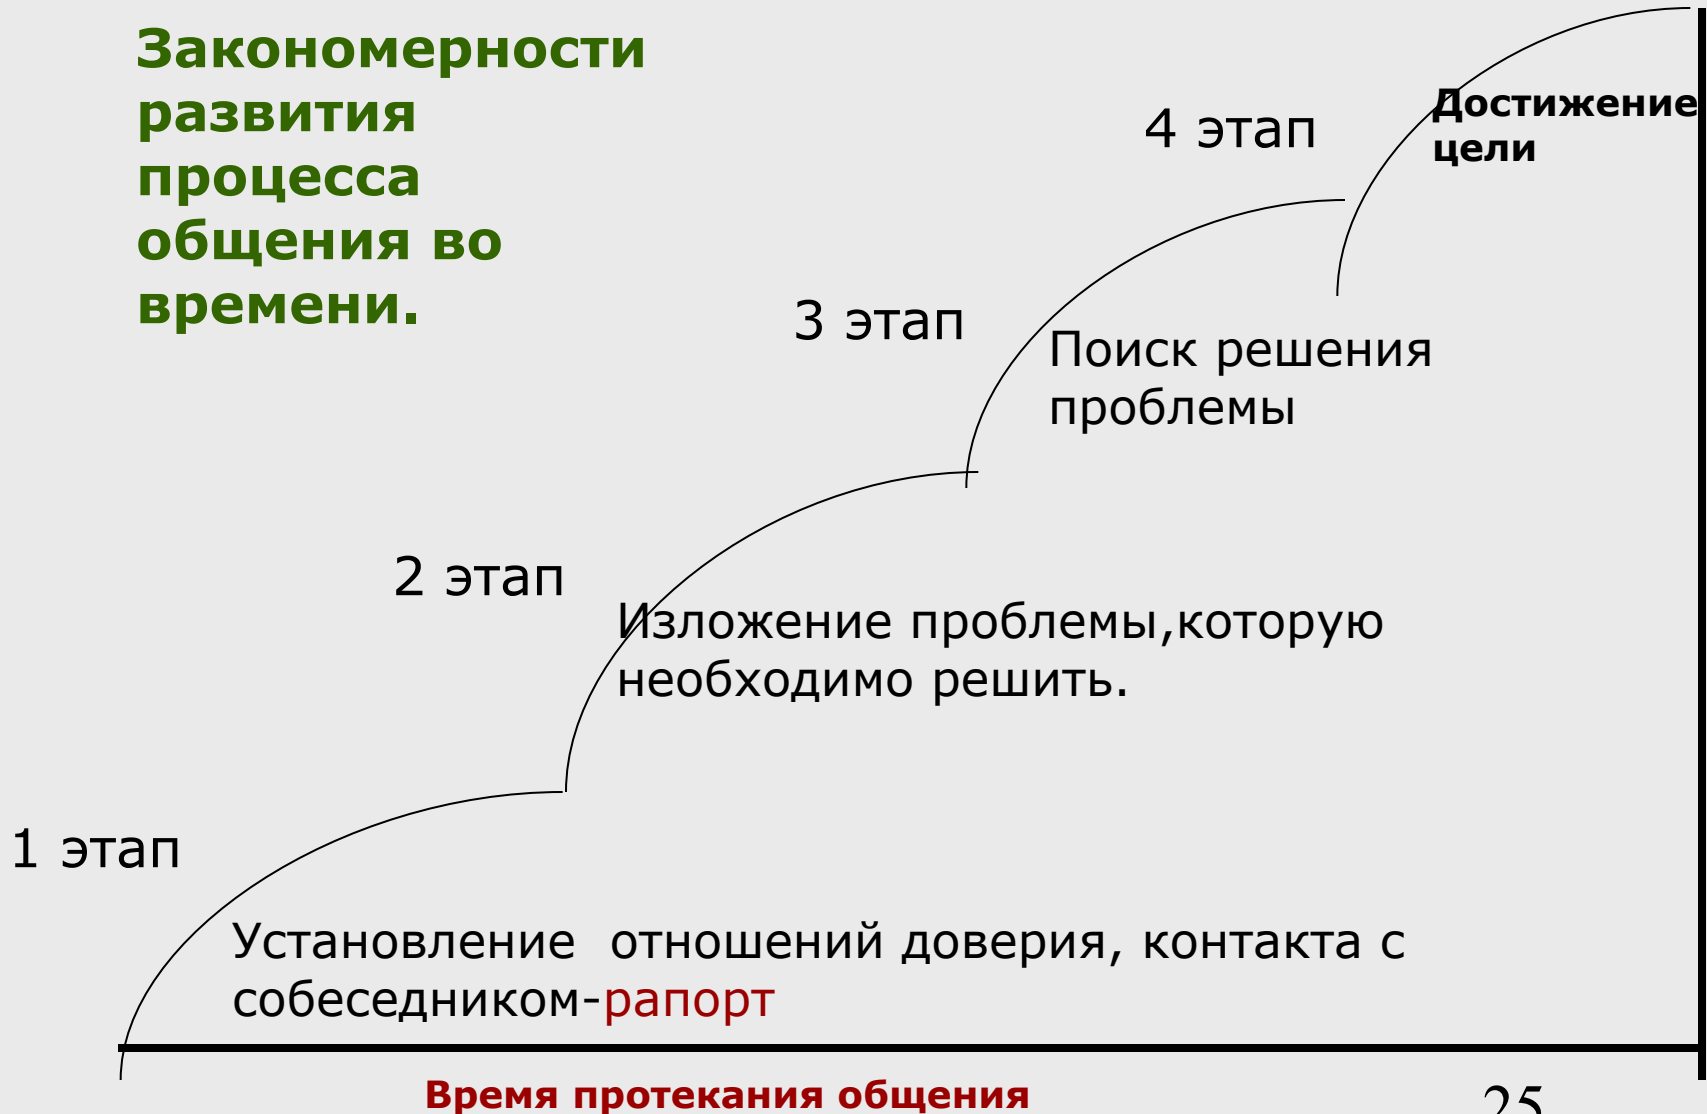 Закономерности
развития
процесса
общения во
времени.
4 этап
Достижение
цели
3 этап
Поиск решения
проблемы
2 этап
Изложение проблемы,которую
необходимо решить.
1 этап
Установление  отношений доверия, контакта с
собеседником-рапорт
Время протекания общения
25